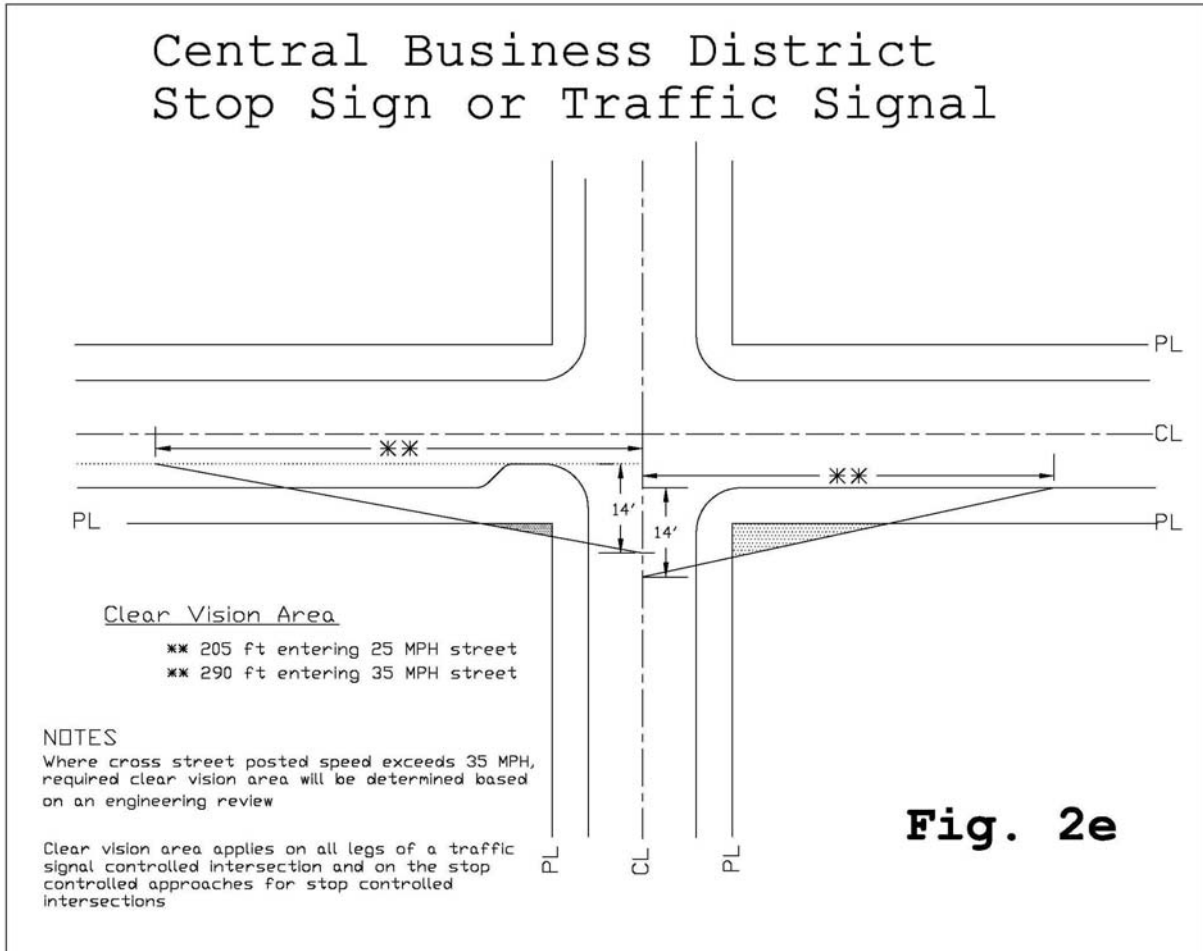 Central Business District
Stop Sign or Traffic Signal
PL
CL
**
**
14'
14'
PL
PL
Clear Vision Area
** 205 ft entering 25 MPH street
** 290 ft entering 35 MPH street
NOTES
Where cross street posted speed exceeds 35 MPH,
required clear vision area will be determined based
on an engineering review
Clear vision area applies on all legs of a traffic
signal controlled intersection and on the stop
controlled approaches for stop controlled
intersections
PL
CL
PL
Fig. 2e